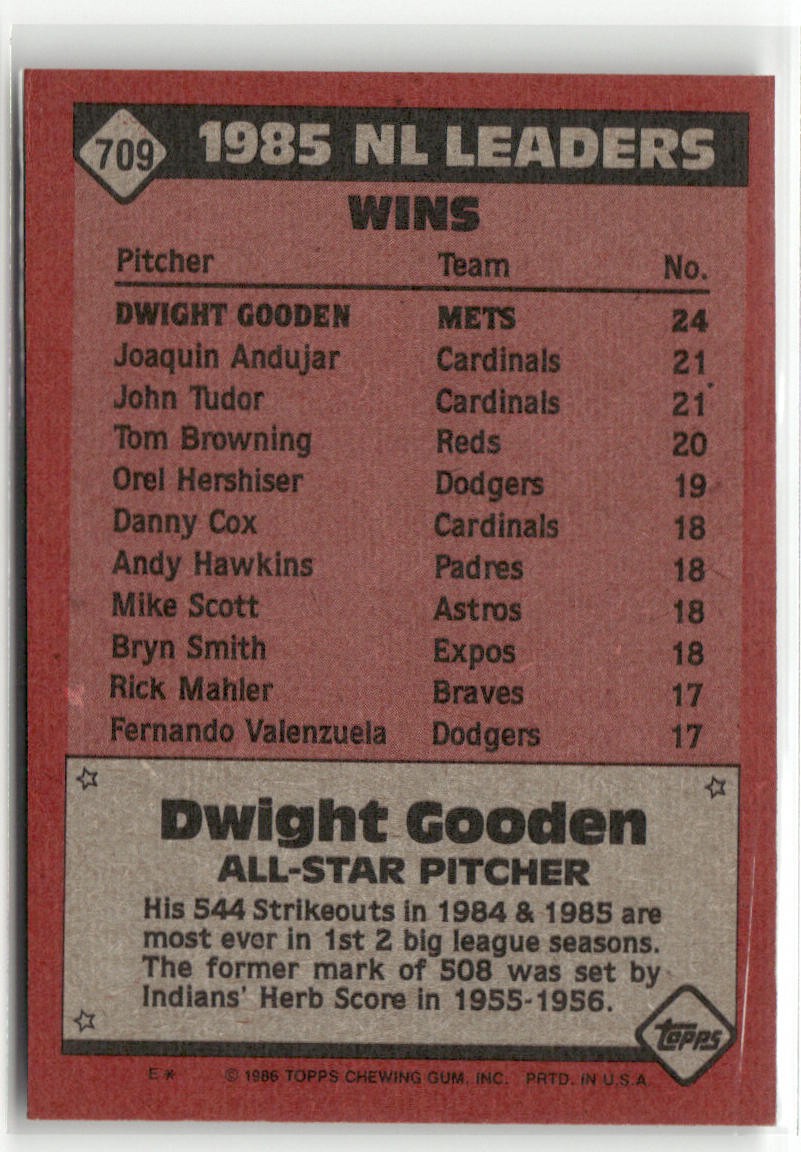 709 1985 NL LEADERS
WINS
Pitcher Team No.
DWIGHT GOODEN METS 24
Joaquin Andujar Cardinals 21
John Tudor Cardinals 21
Tom Browning Reds 20
Orel Hershiser Dodgers 19
Danny Cox Cardinals 18
Andy Hawkins Padres 18
Mike Scott Astros 18
Bryn Smith Expos 18
Rick Mahler Braves 17
Fernando Valenzuela Dodgers 17
Dwight Gooden
ALL-STAR PITCHER
His 544 Strikeouts in 1984 & 1985 are
most ever in 1st 2 big league seasons.
The former mark of 508 was set by
Indians' Herb Score in 1955-1956.
topps
E* © 1986 TOPPS CHEWING GUM, INC. PRTD. IN U.S.A.